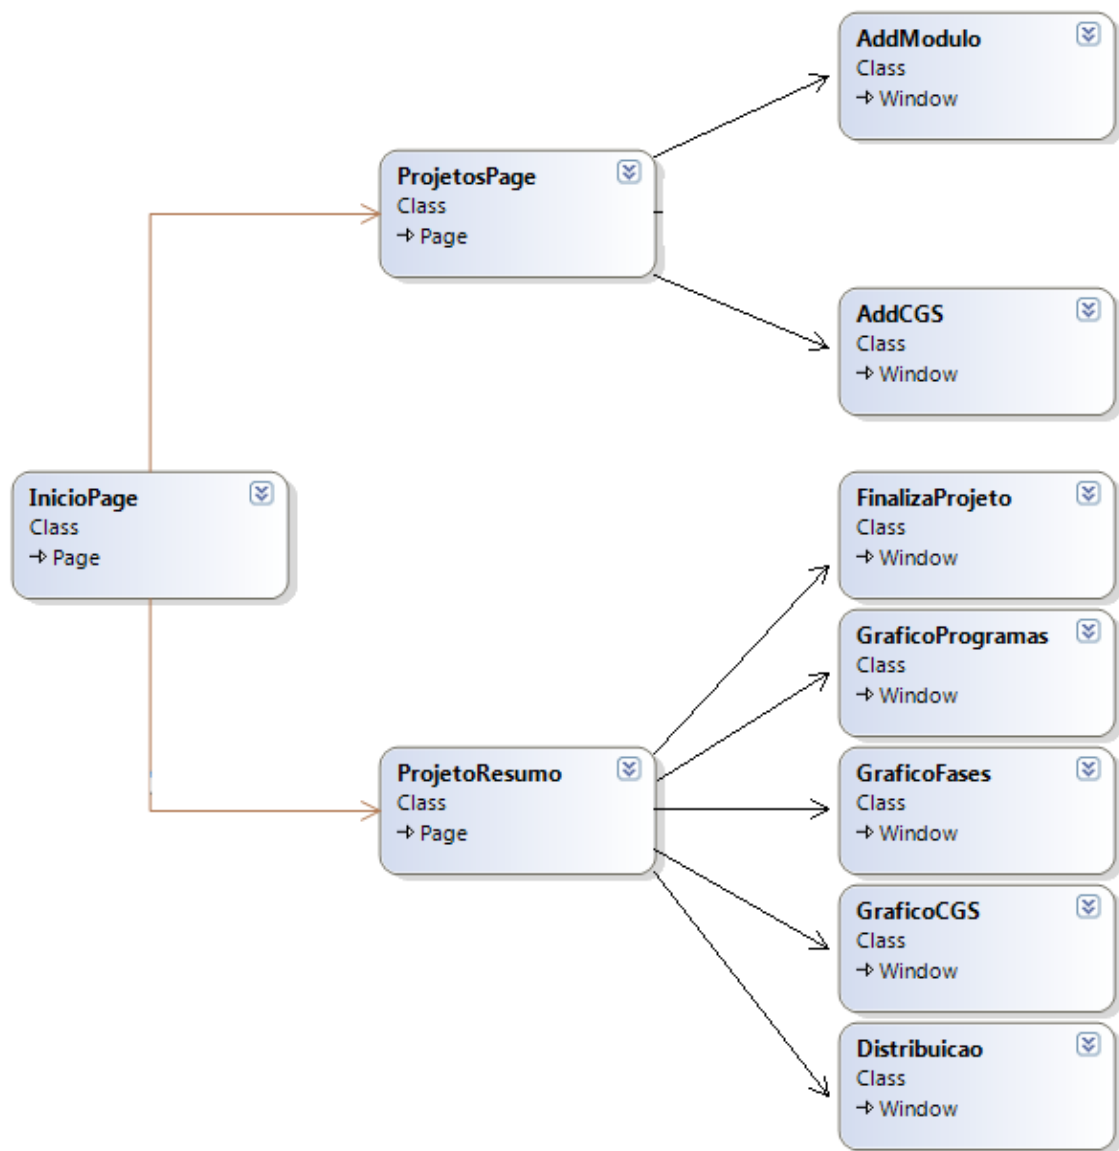 AddModulo
Class
Window
ProjetosPage
Class
Page
AddCGS
Class
Window
InicioPage
Class
Page
FinalizaProjeto
Class
Window
GraficoProgramas
Class
Window
ProjetoResumo
Class
Page
GraficoFases
Class
Window
GraficoCGS
Class
Window
Distribuicao
Class
Window